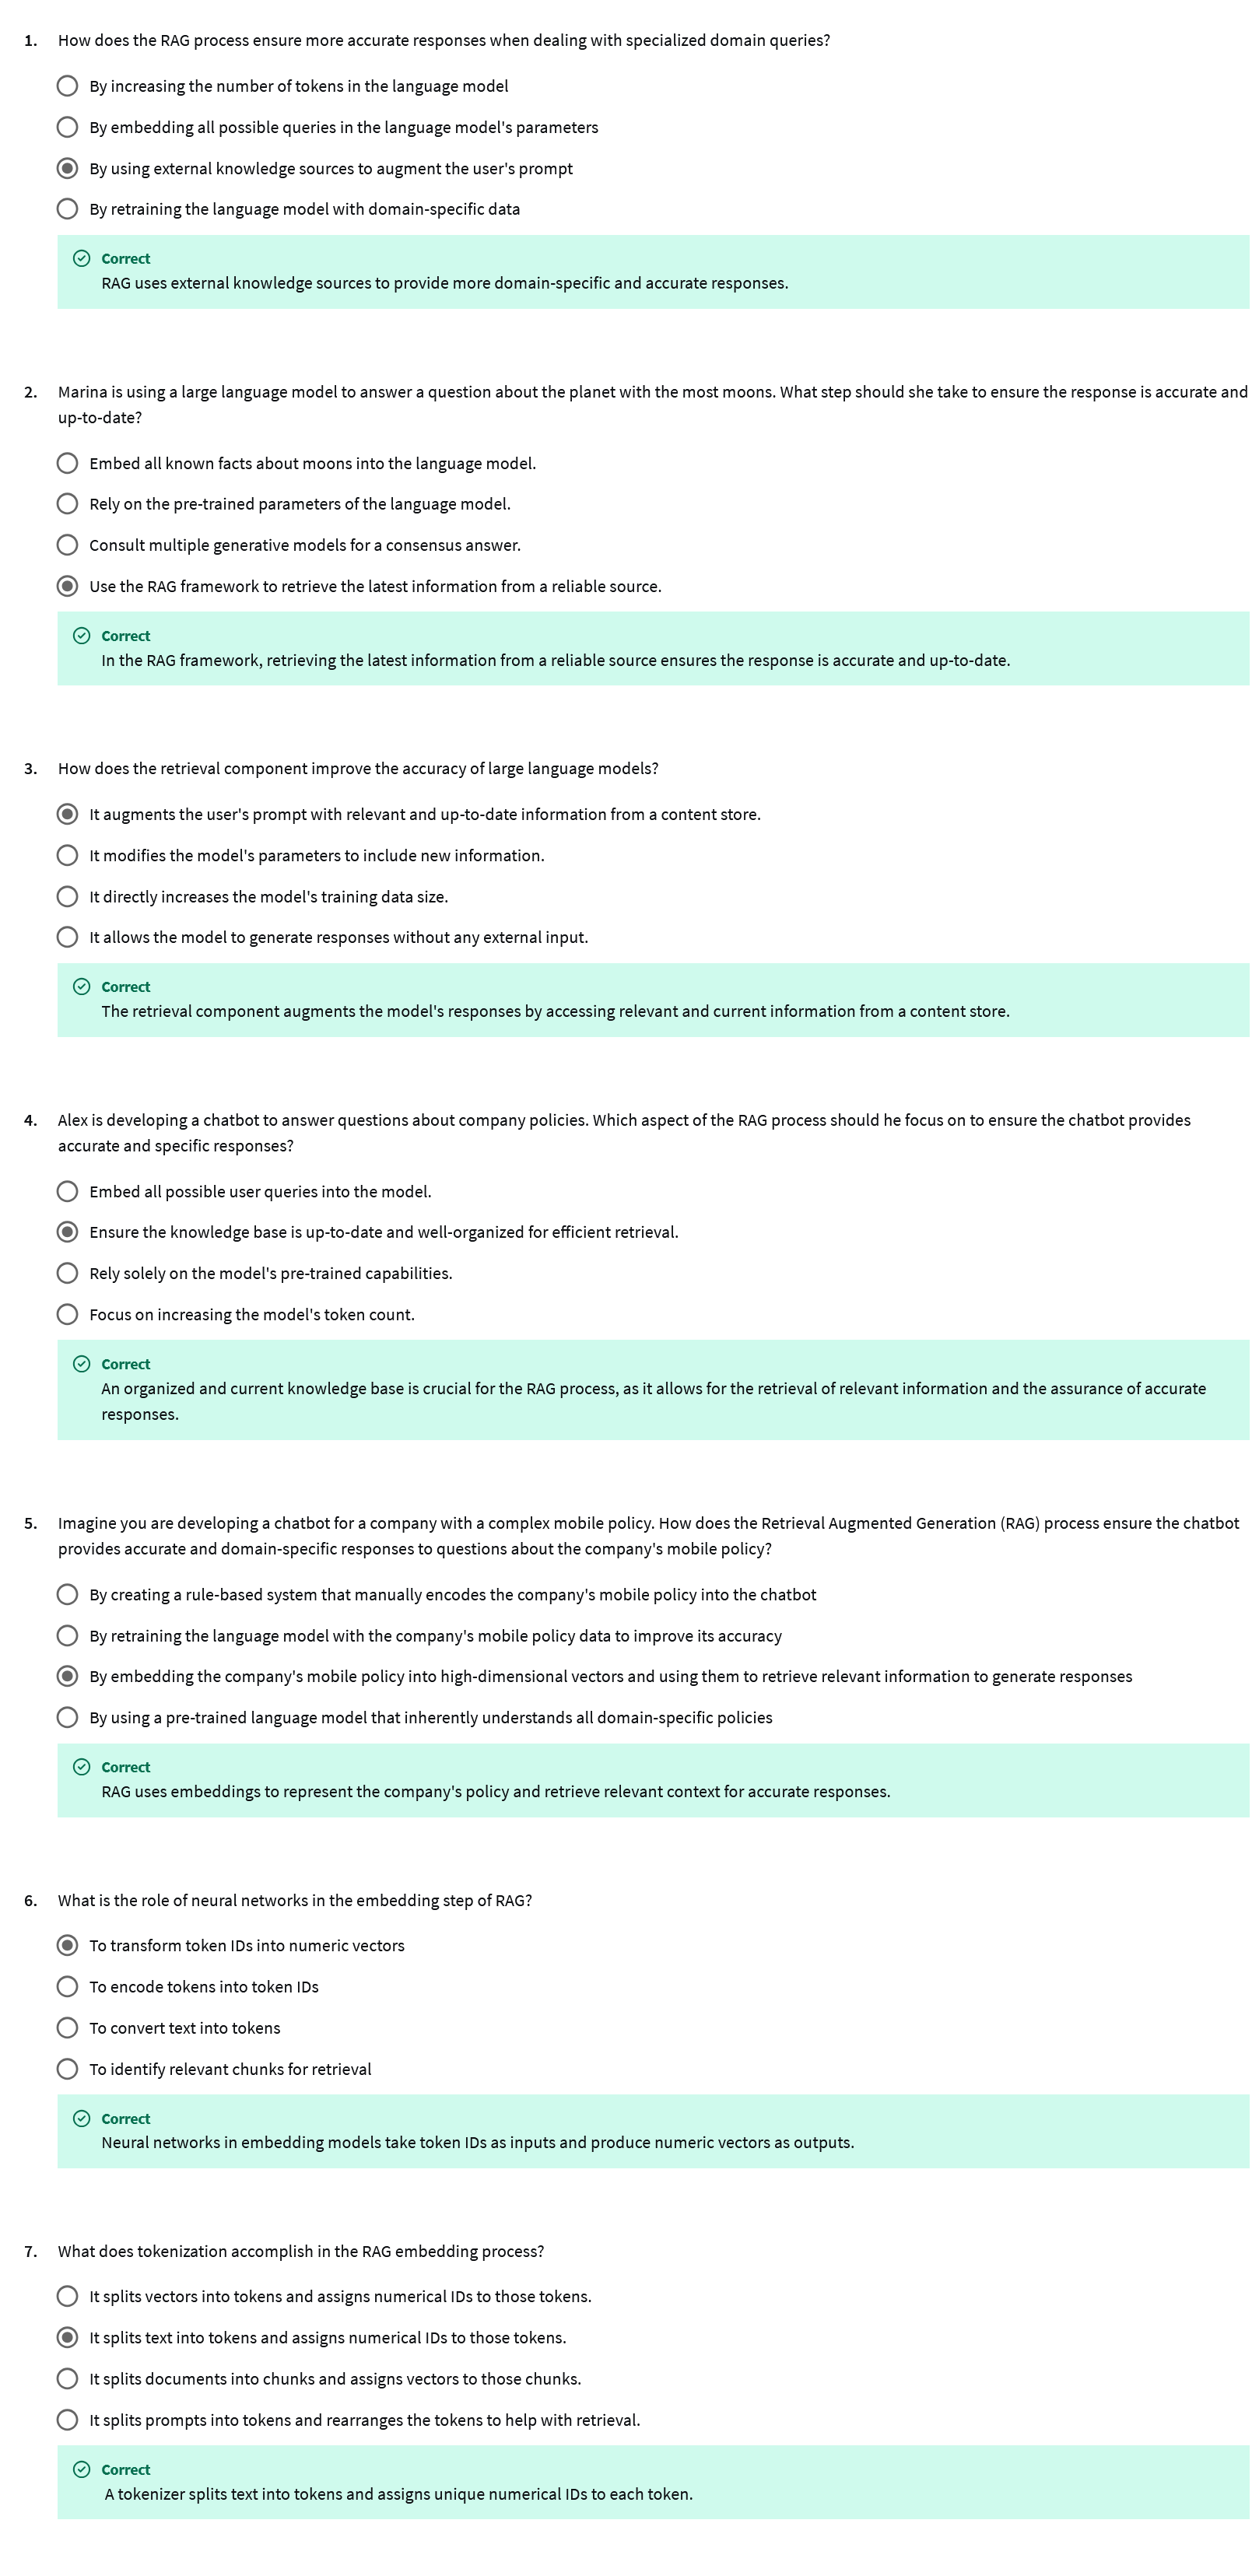 1. How does the RAG process ensure more accurate responses when dealing with specialized domain queries?
By increasing the number of tokens in the language model
By embedding all possible queries in the language model's parameters
By using external knowledge sources to augment the user's prompt
By retraining the language model with domain-specific data
Correct
RAG uses external knowledge sources to provide more domain-specific and accurate responses.
2. Marina is using a large language model to answer a question about the planet with the most moons. What step should she take to ensure the response is accurate and
up-to-date?
Embed all known facts about moons into the language model.
Rely on the pre-trained parameters of the language model.
Consult multiple generative models for a consensus answer.
Use the RAG framework to retrieve the latest information from a reliable source.
Correct
In the RAG framework, retrieving the latest information from a reliable source ensures the response is accurate and up-to-date.
3. How does the retrieval component improve the accuracy of large language models?
It augments the user's prompt with relevant and up-to-date information from a content store.
It modifies the model's parameters to include new information.
It directly increases the model's training data size.
It allows the model to generate responses without any external input.
Correct
The retrieval component augments the model's responses by accessing relevant and current information from a content store.
4. Alex is developing a chatbot to answer questions about company policies. Which aspect of the RAG process should he focus on to ensure the chatbot provides
accurate and specific responses?
Embed all possible user queries into the model.
Ensure the knowledge base is up-to-date and well-organized for efficient retrieval.
Rely solely on the model's pre-trained capabilities.
Focus on increasing the model's token count.
Correct
An organized and current knowledge base is crucial for the RAG process, as it allows for the retrieval of relevant information and the assurance of accurate
responses.
5. Imagine you are developing a chatbot for a company with a complex mobile policy. How does the Retrieval Augmented Generation (RAG) process ensure the chatbot
provides accurate and domain-specific responses to questions about the company's mobile policy?
By creating a rule-based system that manually encodes the company's mobile policy into the chatbot
By retraining the language model with the company's mobile policy data to improve its accuracy
By embedding the company's mobile policy into high-dimensional vectors and using them to retrieve relevant information to generate responses
By using a pre-trained language model that inherently understands all domain-specific policies
Correct
RAG uses embeddings to represent the company's policy and retrieve relevant context for accurate responses.
6. What is the role of neural networks in the embedding step of RAG?
To transform token IDs into numeric vectors
To encode tokens into token IDs
To convert text into tokens
To identify relevant chunks for retrieval
Correct
Neural networks in embedding models take token IDs as inputs and produce numeric vectors as outputs.
7. What does tokenization accomplish in the RAG embedding process?
It splits vectors into tokens and assigns numerical IDs to those tokens.
It splits text into tokens and assigns numerical IDs to those tokens.
It splits documents into chunks and assigns vectors to those chunks.
It splits prompts into tokens and rearranges the tokens to help with retrieval.
Correct
A tokenizer splits text into tokens and assigns unique numerical IDs to each token.